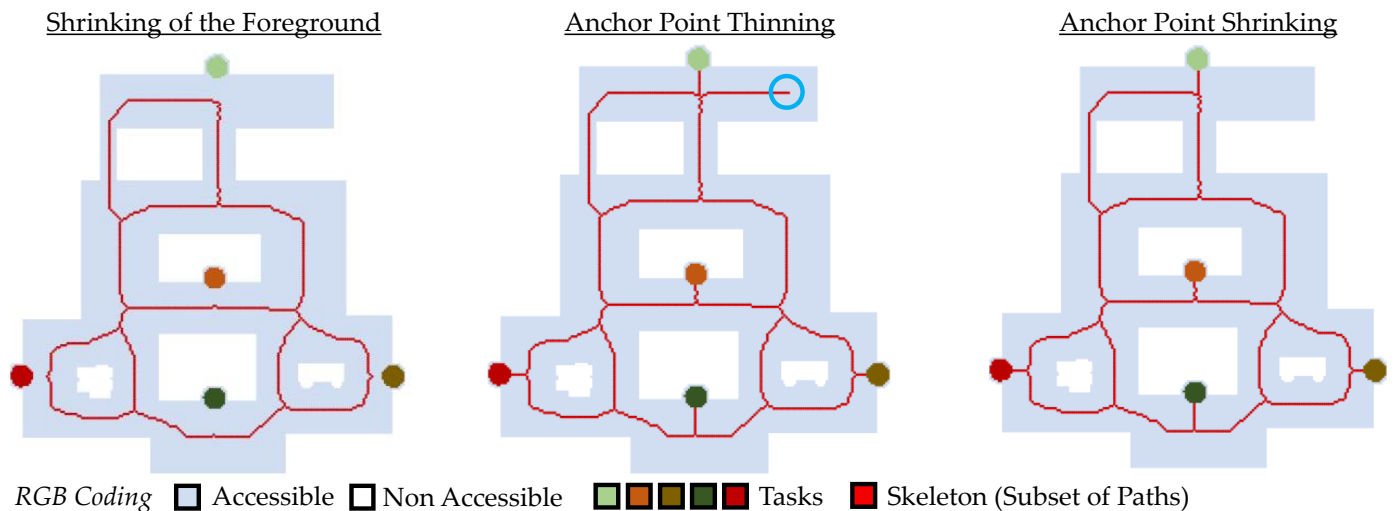 Shrinking of the Foreground
Anchor Point Thinning
Anchor Point Shrinking
RGB Coding Accessible Non Accessible Tasks Skeleton (Subset of Paths)